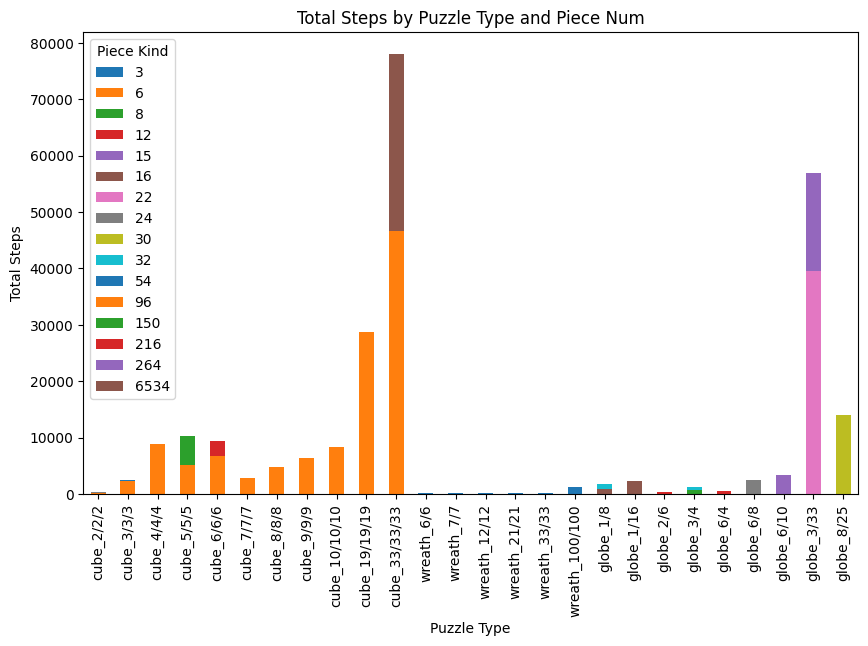 Total Steps by Puzzle Type and Piece Num
Total Steps
80000
70000
60000
50000
40000
30000
20000
10000
0
Piece Kind
3
6
8
12
15
16
22
24
30
32
54
96
150
216
264
6534
cube_2/2/2
cube_3/3/3
cube_4/4/4
cube_5/5/5
cube_6/6/6
cube_7/7/7
cube_8/8/8
cube_9/9/9
cube_10/10/10
cube_19/19/19
cube_33/33/33
wreath_6/6
wreath_7/7
wreath_12/12
wreath_21/21
wreath_33/33
wreath_100/100
globe_1/8
globe_1/16
globe_2/6
globe_3/4
globe_6/4
globe_6/8
globe_6/10
globe_3/33
globe_8/25
Puzzle Type